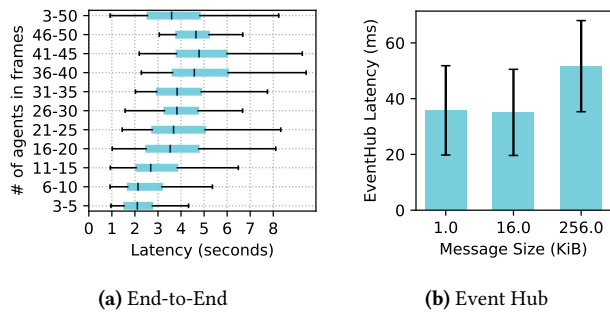 # of agents in frames
3-50
46-50
41-45
36-40
31-35
26-30
21-25
16-20
11-15
6-10
3-5
0 1 2 3 4 5 6 7 8
Latency (seconds)
(a) End-to-End
EventHub Latency (ms)
60
40
20
0
1.0 16.0 256.0
Message Size (KiB)
(b) Event Hub